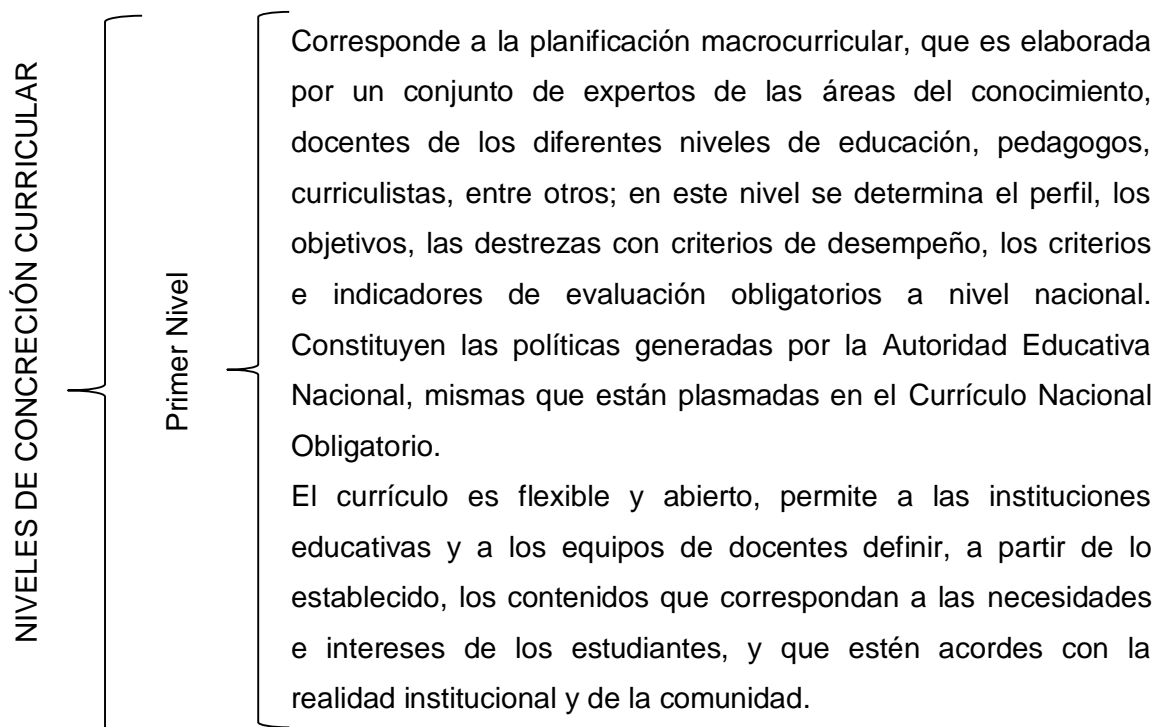 NIVELES DE CONCRECIÓN CURRICULAR
Primer Nivel
Corresponde a la planificación macrocurricular, que es elaborada
por un conjunto de expertos de las áreas del conocimiento,
docentes de los diferentes niveles de educación, pedagogos,
curriculistas, entre otros; en este nivel se determina el perfil, los
objetivos, las destrezas con criterios de desempeño, los criterios
e indicadores de evaluación obligatorios a nivel nacional.
Constituyen las políticas generadas por la Autoridad Educativa
Nacional, mismas que están plasmadas en el Currículo Nacional
Obligatorio.
El currículo es flexible y abierto, permite a las instituciones
educativas y a los equipos de docentes definir, a partir de lo
establecido, los contenidos que correspondan a las necesidades
e intereses de los estudiantes, y que estén acordes con la
realidad institucional y de la comunidad.